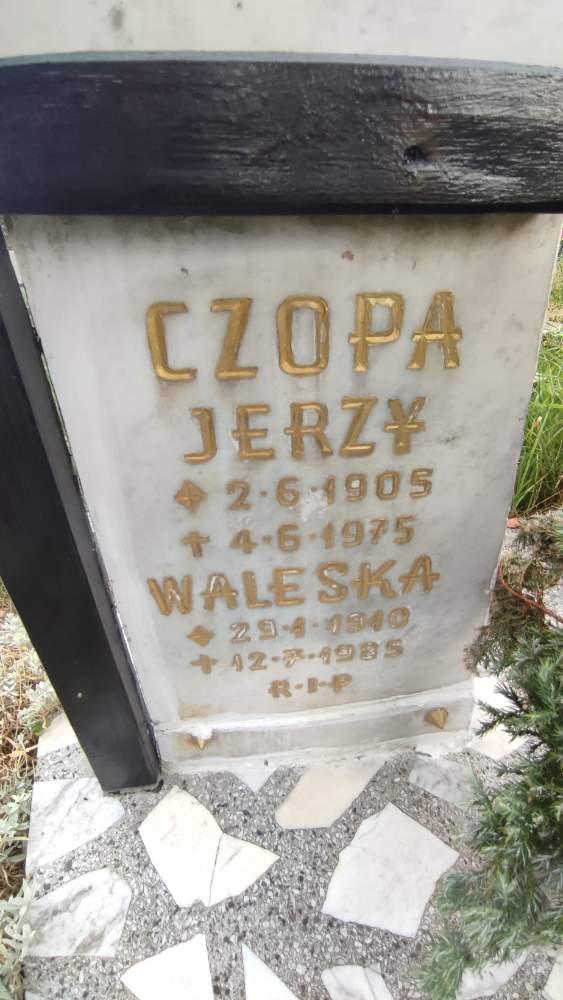 CZOPA
JERZY
2·6·1905
✝ 4·6·1975
WALESKA
29·1·1910
✝ 12·7·1985
R·I·P